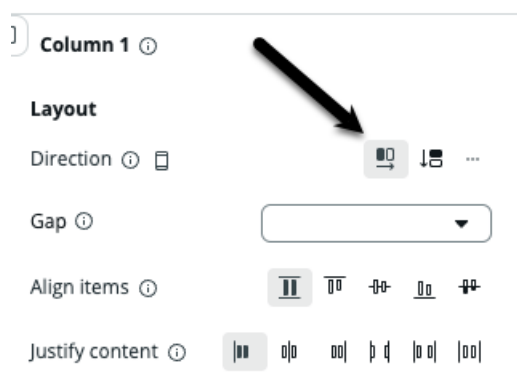 Column 1
Layout
Direction
Gap
Align items
Justify content